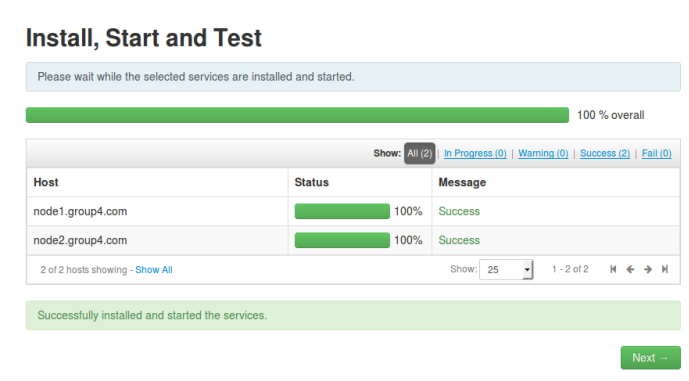 Install, Start and Test
Please wait while the selected services are installed and started.
100 % overall
Show: All (2) | In Progress (0) | Warning (0) | Success (2) | Fail (0)
Host Status Message
node1.group4.com 100% Success
node2.group4.com 100% Success
2 of 2 hosts showing - Show All Show: 25 1 - 2 of 2
Successfully installed and started the services.
Next →